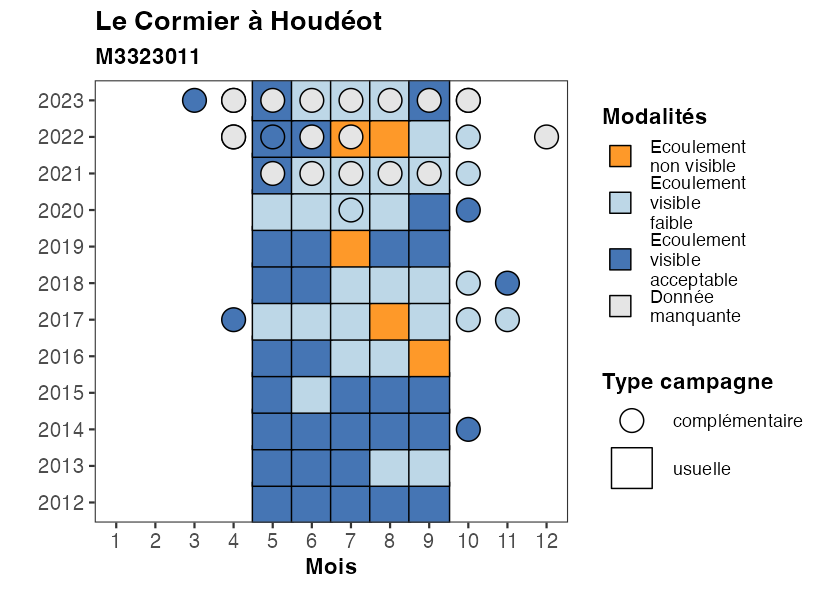 Le Cormier à Houdéot
M3323011
2023
2022
2021
2020
2019
2018
2017
2016
2015
2014
2013
2012
1 2 3 4 5 6 7 8 9 10 11 12
Mois
Modalités
Ecoulement
non visible
Ecoulement
visible
faible
Ecoulement
visible
acceptable
Donnée
manquante
Type campagne
complémentaire
usuelle